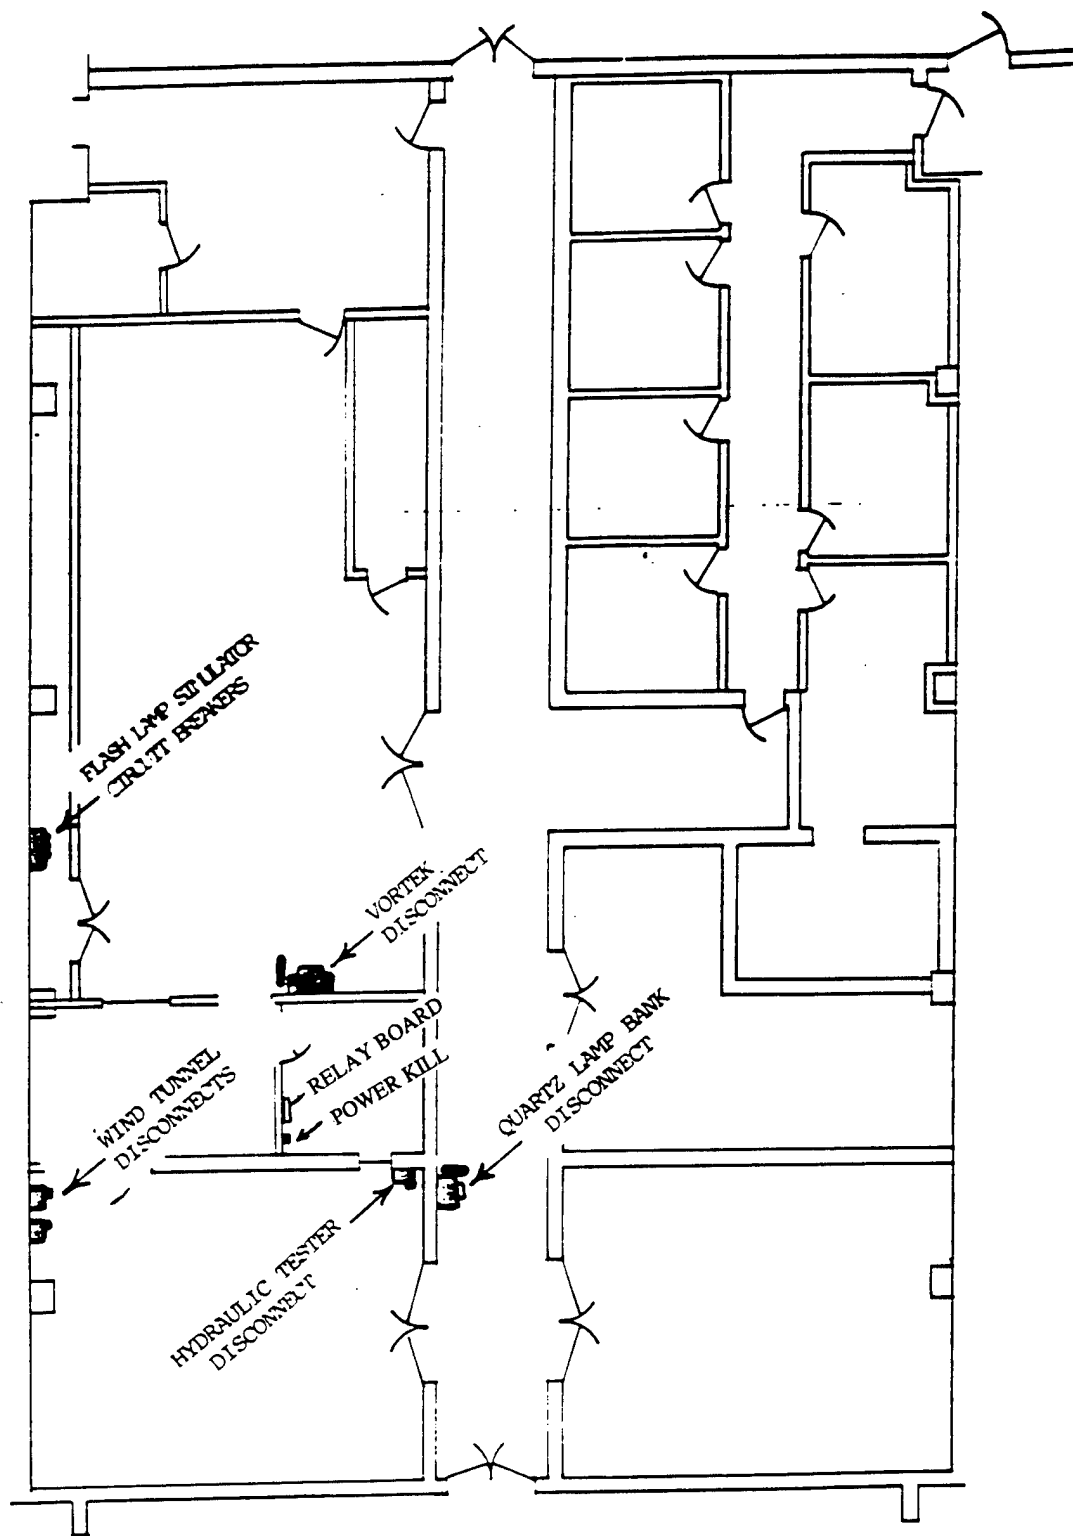 FLASH LAMP SIMULATOR
CIRCUIT BREAKERS
VORTEK
DISCONNECT
RELAY BOARD
POWER KILL
QUARTZ LAMP BANK
DISCONNECT
WIND TUNNEL
DISCONNECTS
HYDRAULIC TESTER
DISCONNECT